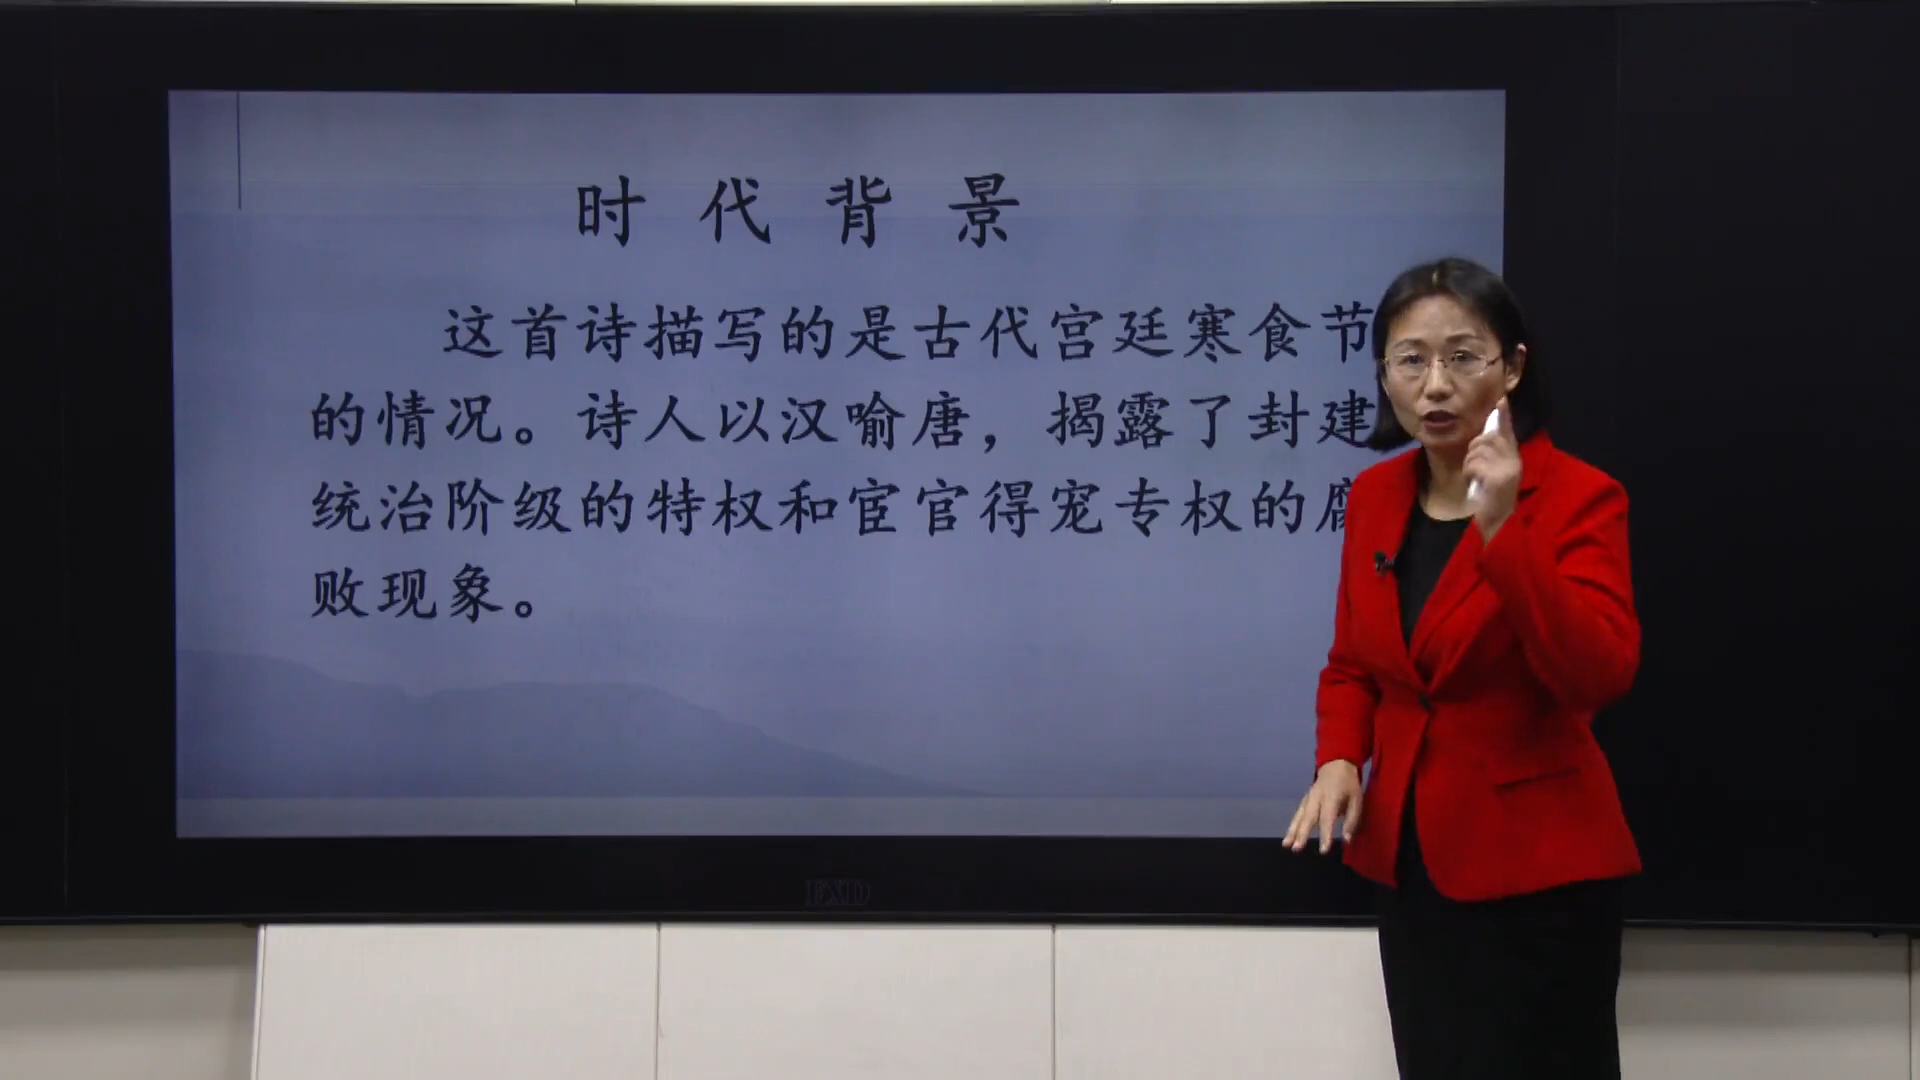 时代背景
这首诗描写的是古代宫廷寒食节
的情况。诗人以汉喻唐，揭露了封建
统治阶级的特权和宦官得宠专权的腐
败现象。
EXD